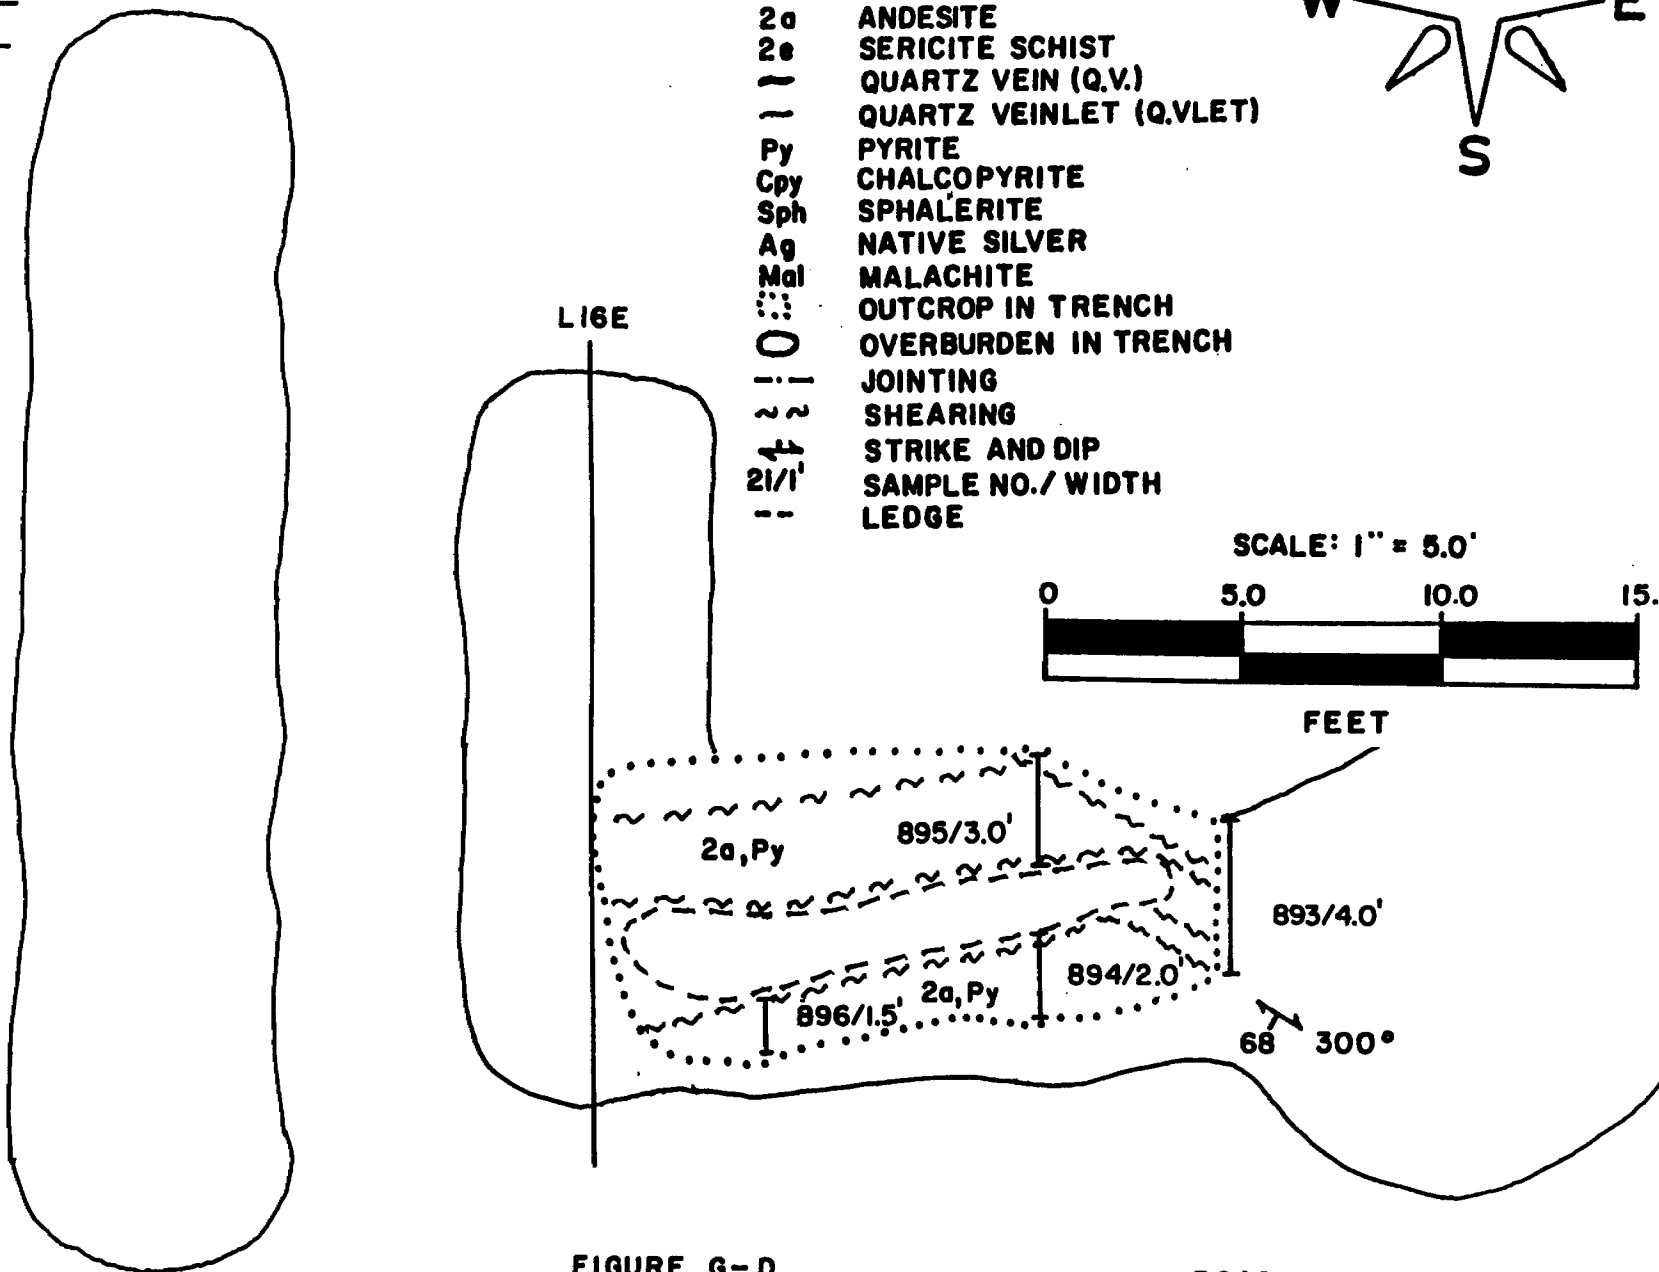 2a ANDESITE
2e SERICITE SCHIST
QUARTZ VEIN (Q.V.)
QUARTZ VEINLET (Q.VLET)
Py PYRITE
Cpy CHALCOPYRITE
Sph SPHALERITE
Ag NATIVE SILVER
Mal MALACHITE
OUTCROP IN TRENCH
OVERBURDEN IN TRENCH
JOINTING
SHEARING
STRIKE AND DIP
21/1' SAMPLE NO./WIDTH
LEDGE
W E
S
L16E
SCALE: 1" = 5.0'
0 5.0 10.0 15.
FEET
895/3.0'
2a,Py
893/4.0'
894/2.0'
2a,Py
896/1.5'
68 300°
FIGURE G-D